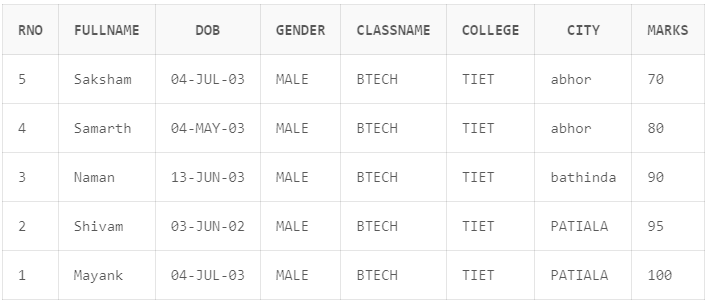 RNO FULLNAME DOB GENDER CLASSNAME COLLEGE CITY MARKS
5 Saksham 04-JUL-03 MALE BTECH TIET abhor 70
4 Samarth 04-MAY-03 MALE BTECH TIET abhor 80
3 Naman 13-JUN-03 MALE BTECH TIET bathinda 90
2 Shivam 03-JUN-02 MALE BTECH TIET PATIALA 95
1 Mayank 04-JUL-03 MALE BTECH TIET PATIALA 100